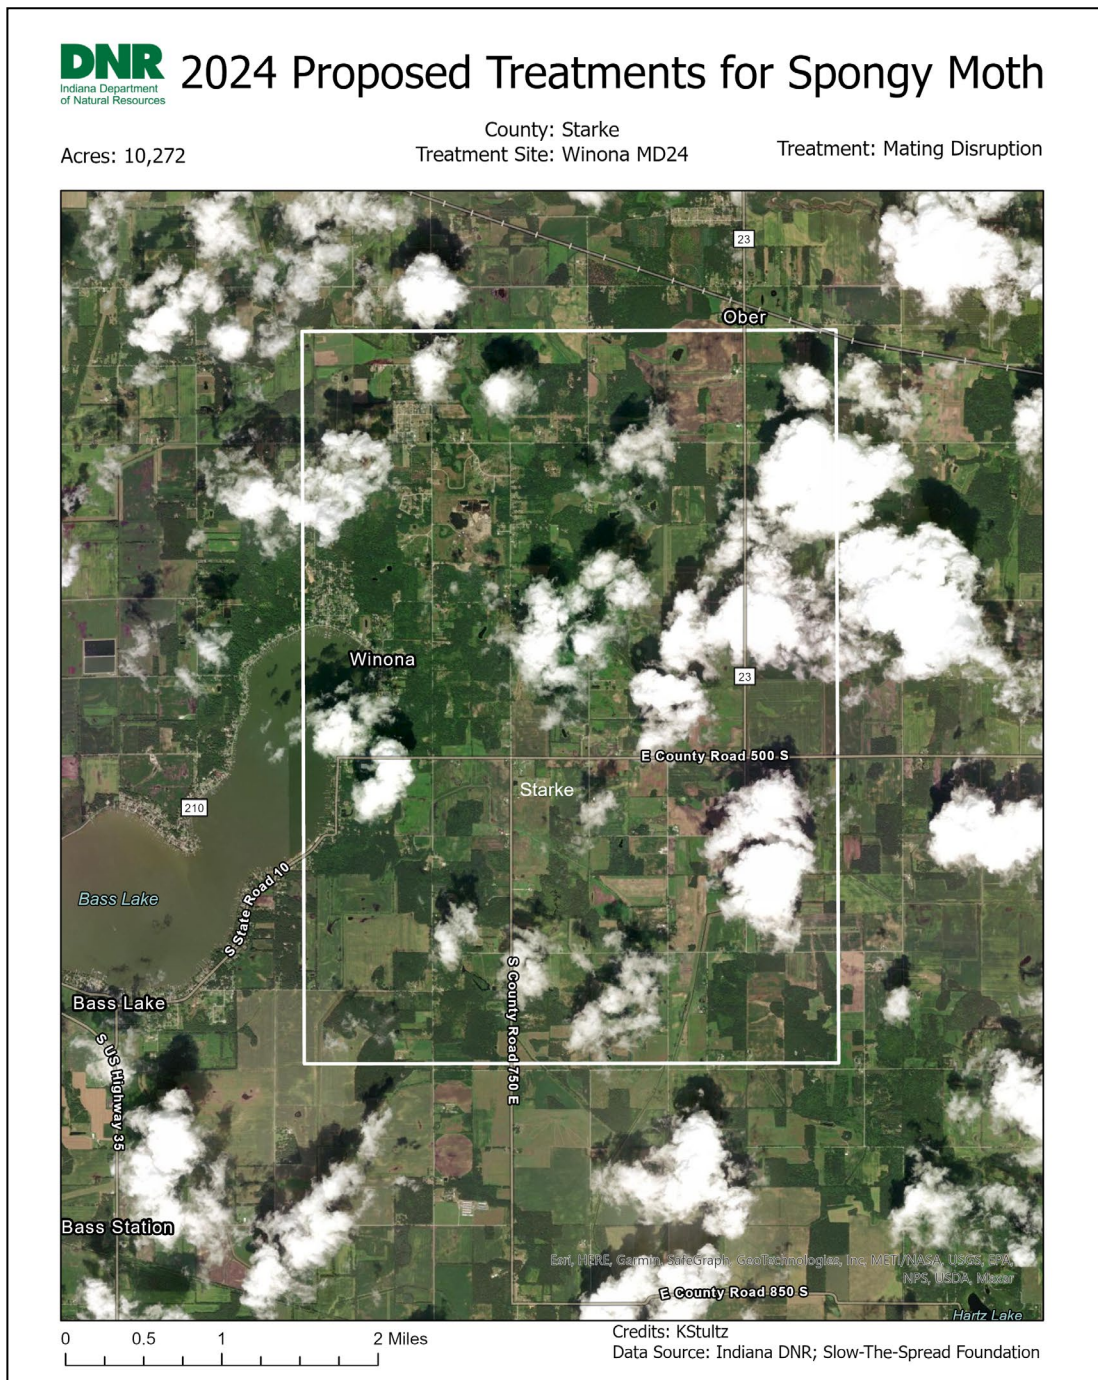 DNR
Indiana Department
of Natural Resources
2024 Proposed Treatments for Spongy Moth
County: Starke
Acres: 10,272
Treatment Site: Winona MD24
Treatment: Mating Disruption
23
Ober
Winona
23
E County Road 500 S
Starke
210
Bass Lake
S State Road 10
Bass Lake
S County Road 750 E
S US Highway 35
Bass Station
Esri, HERE, Garmin, SafeGraph, GeoTechnologies, Inc, METI/NASA, USGS, EPA,
NPS, USDA, Maxar
E County Road 850 S
Hartz Lake
0 0.5 1 2 Miles
Credits: KStultz
Data Source: Indiana DNR; Slow-The-Spread Foundation